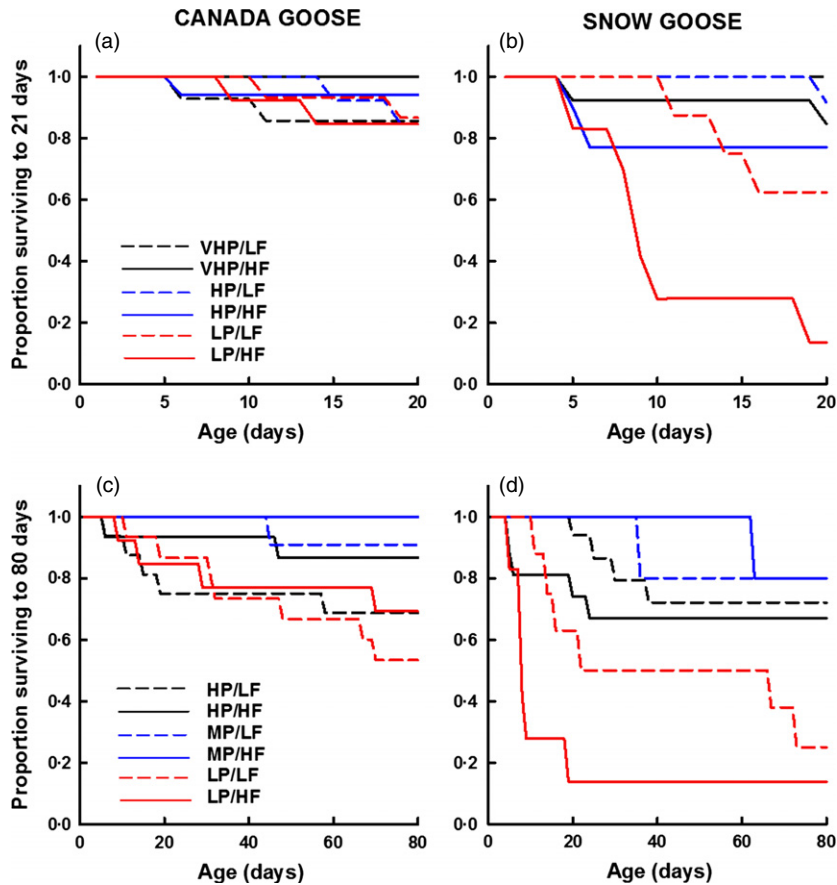 CANADA GOOSE
SNOW GOOSE
(a)
(b)
Proportion surviving to 21 days
1·0
0·8
0·6
0·4
0·2
0·0
VHP/LF
VHP/HF
HP/LF
HP/HF
LP/LF
LP/HF
0 5 10 15 20
Age (days)
1·0
0·8
0·6
0·4
0·2
0·0
0 5 10 15 20
Age (days)
(c)
(d)
Proportion surviving to 80 days
1·0
0·8
0·6
0·4
0·2
0·0
HP/LF
HP/HF
MP/LF
MP/HF
LP/LF
LP/HF
0 20 40 60 80
Age (days)
1·0
0·8
0·6
0·4
0·2
0·0
0 20 40 60 80
Age (days)